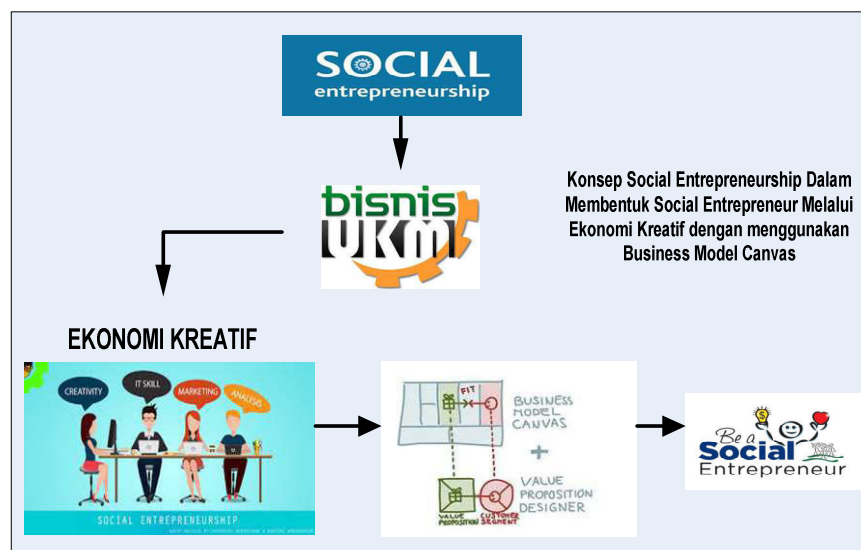 SOCIAL
entrepreneurship
bisnis
UKM
Konsep Social Entrepreneurship Dalam
Membentuk Social Entrepreneur Melalui
Ekonomi Kreatif dengan menggunakan
Business Model Canvas
EKONOMI KREATIF
CREATIVITY
IT SKILL
MARKETING
ANALYSIS
SOCIAL ENTREPRENEURSHIP
FIT
BUSINESS
MODEL
CANVAS
+
VALUE
PROPOSITION
DESIGNER
VALUE
PROPOSITION
CUSTOMER
SEGMENT
Be a
Social
Entrepreneur